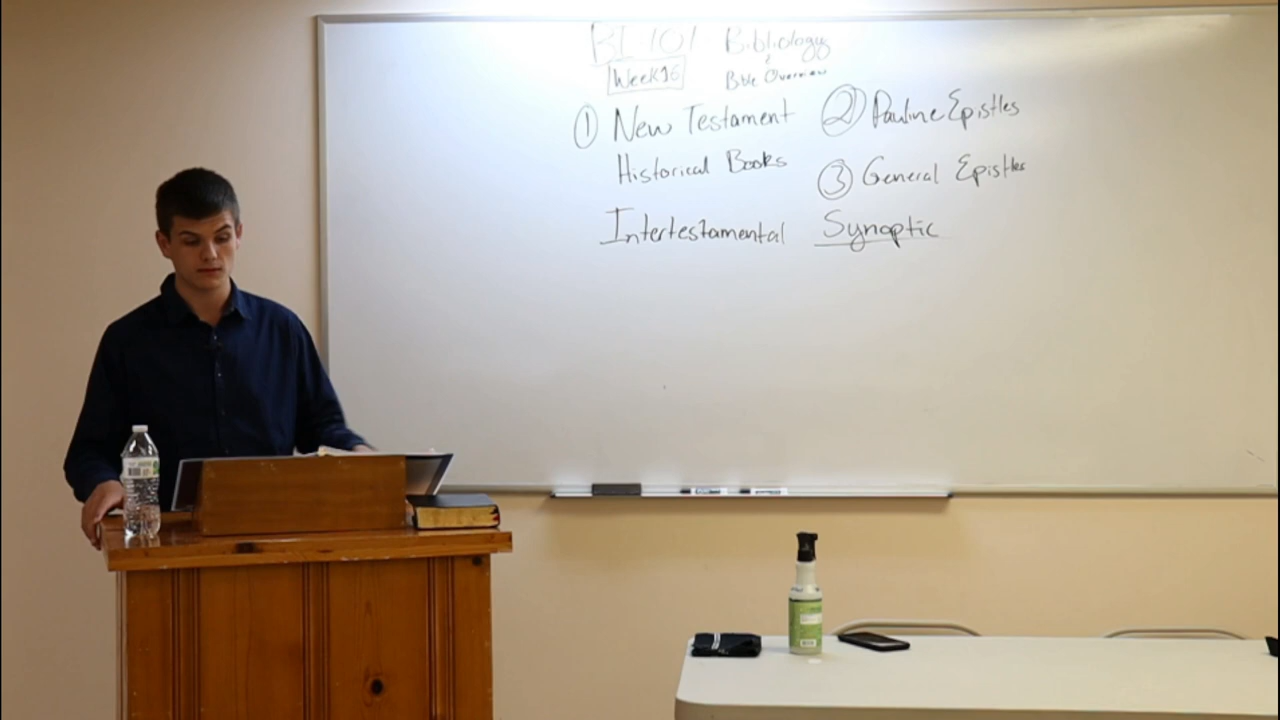 BI 101 Bibliology
&
Week 16 Bible Overview
① New Testament
Historical Books
② Pauline Epistles
③ General Epistles
Intertestamental Synoptic